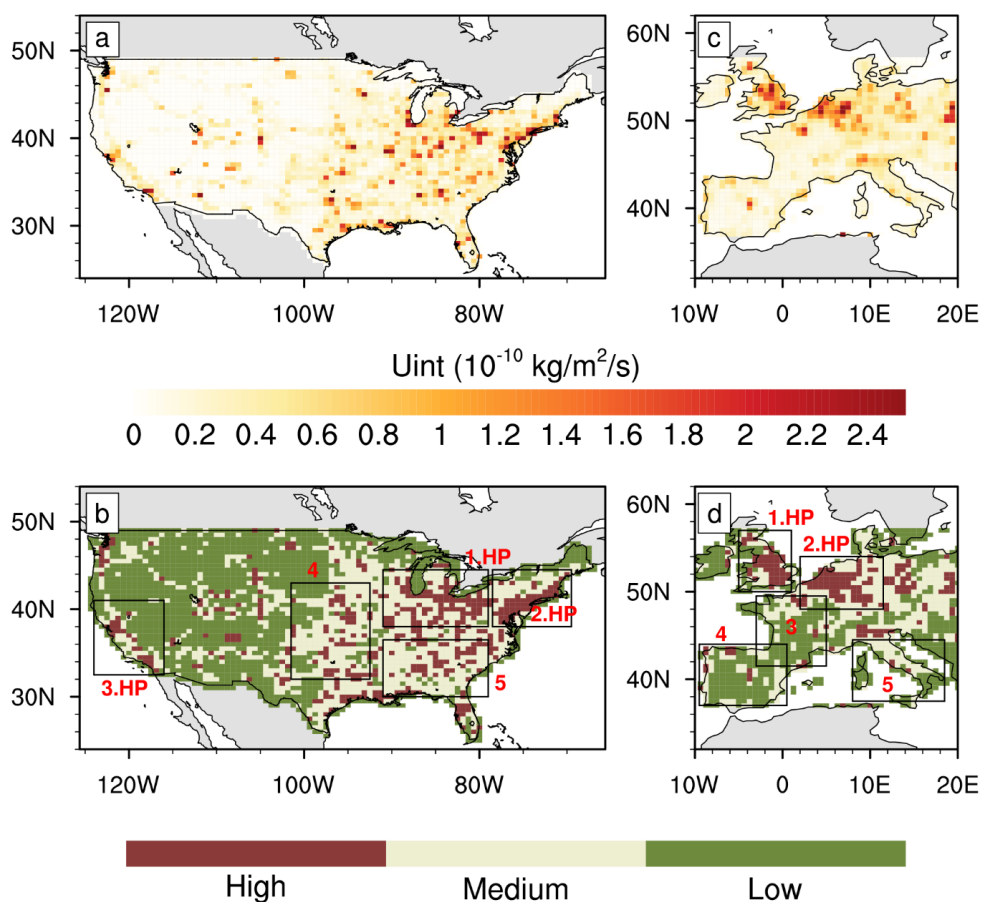 a
50N
40N
30N
120W 100W 80W
c
60N
50N
40N
10W 0 10E 20E
Uint (10⁻¹⁰ kg/m²/s)
0 0.2 0.4 0.6 0.8 1 1.2 1.4 1.6 1.8 2 2.2 2.4
b
50N
40N
30N
4
1.HP
2.HP
3.HP
5
120W 100W 80W
d
60N
50N
40N
1.HP
2.HP
3
4
5
10W 0 10E 20E
High Medium Low